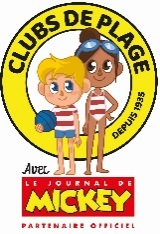 CLUBS DE PLAGE
DEPUIS 1935
Avec
LE JOURNAL DE
MICKEY
PARTENAIRE OFFICIEL